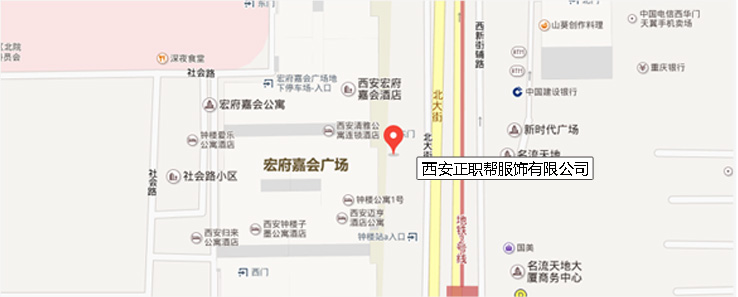 东门
中国电信西华门
天翼手机卖场
山葵创作料理
西新街辅路
北院
委员会
深夜食堂
社会路
宏府嘉会广场地
下停车场-入口
西安宏府
嘉会酒店
重庆银行
中国建设银行
北大街
宏府嘉会公寓
西安清雅公
寓连锁酒店
东门
新时代广场
钟楼爱乐
公寓酒店
北大街
名流天地
宏府嘉会广场
西安正职帮服饰有限公司
社会路
社会路小区
钟楼公寓1号
西安迈亨
酒店公寓
西安钟楼子
墨公寓酒店
西安归来
公寓酒店
钟楼站a入口
地铁2号线
国美
西门
名流天地大
厦商务中心